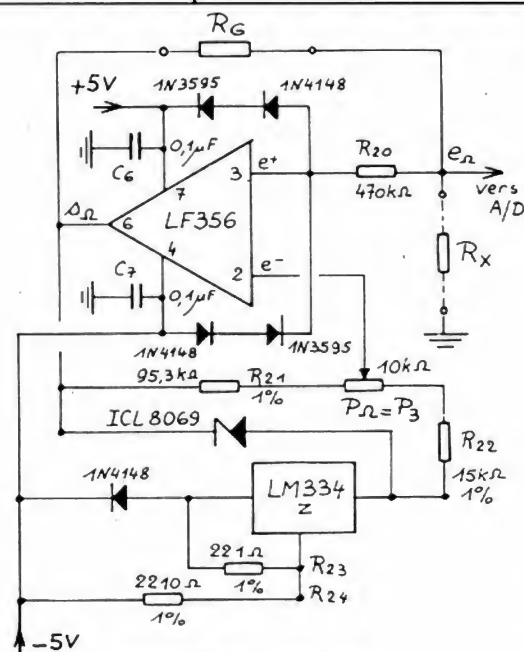 RG
+5V
1N3595
1N4148
C6
0,1µF
7
3
e+
R20
470kΩ
eΩ
vers
A/D
sΩ
6
LF356
RX
4
2
e-
C7
0,1µF
1N4148
1N3595
95,3kΩ
R21
1%
10kΩ
PΩ=P3
ICL8069
R22
15kΩ
1%
1N4148
LM334
Z
221Ω
1%
R23
2210Ω
1%
R24
-5V